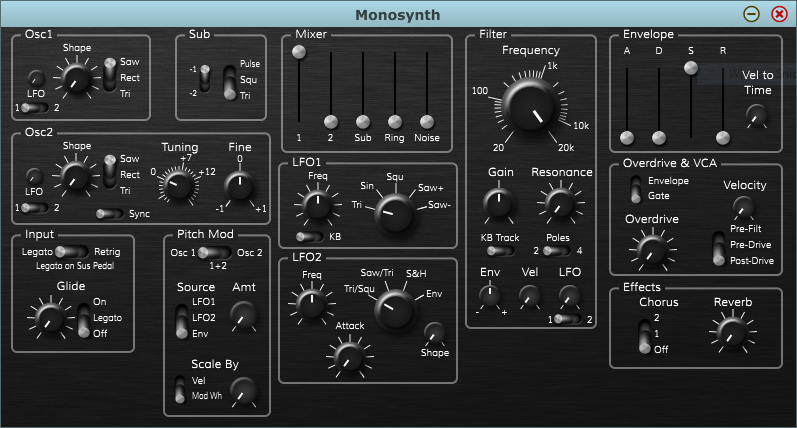 Monosynth
Osc1
Shape
Saw
Rect
Tri
LFO
1 2
Sub
-1
-2
Pulse
Squ
Tri
Osc2
Shape
Saw
Rect
Tri
LFO
1 2
Tuning
0 +7 +12
Fine
0
-1 +1
Sync
Input
Legato Retrig
Legato on Sus Pedal
Glide
On
Legato
Off
Pitch Mod
Osc 1 Osc 2
1+2
Source
LFO1
LFO2
Env
Amt
Scale By
Vel
Mod Wh
Mixer
1 2 Sub Ring Noise
LFO1
Freq
KB
Squ
Sin Saw+
Tri Saw-
LFO2
Freq
Saw/Tri S&H
Tri/Squ Env
Attack
Shape
Filter
Frequency
1k
100
10k
20 20k
Gain Resonance
KB Track
Poles
2 4
Env Vel LFO
- +
1 2
Envelope
A D S R
Vel to
Time
Overdrive & VCA
Envelope
Gate
Velocity
Overdrive
Pre-Filt
Pre-Drive
Post-Drive
Effects
Chorus
2
1
Off
Reverb